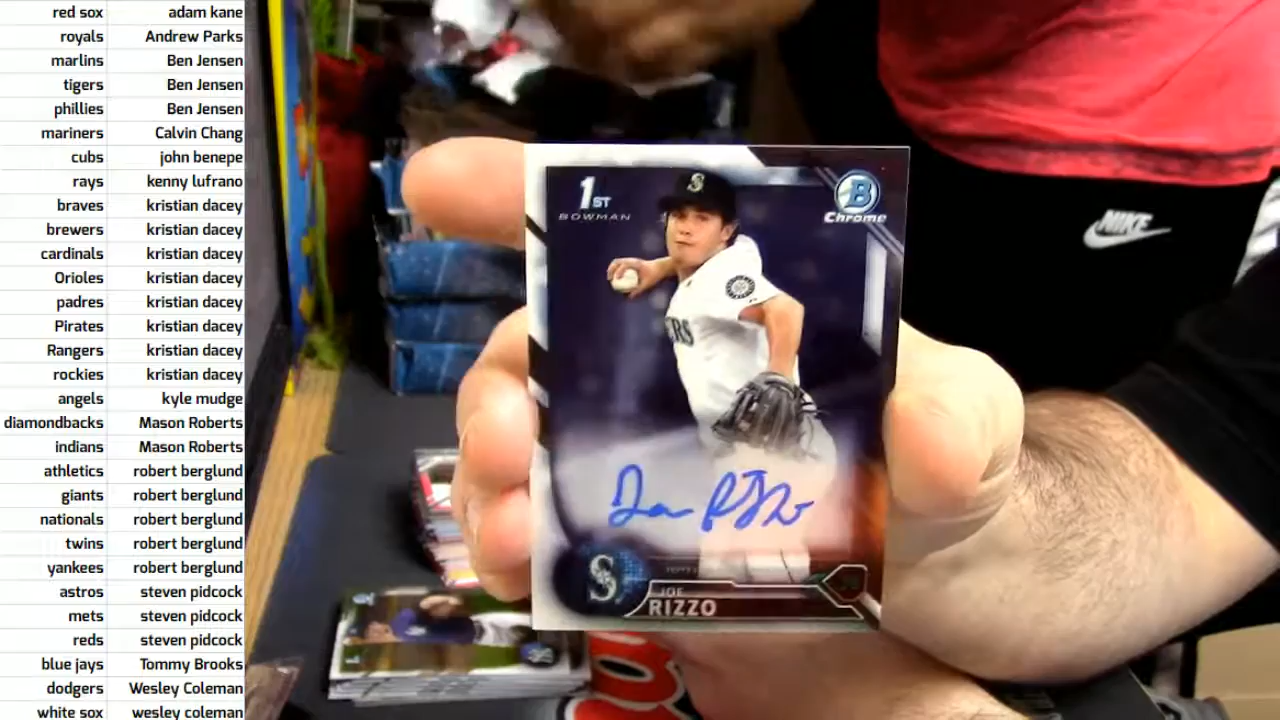 red sox adam kane
royals Andrew Parks
marlins Ben Jensen
tigers Ben Jensen
phillies Ben Jensen
mariners Calvin Chang
cubs john benepe
rays kenny lufrano
braves kristian dacey
brewers kristian dacey
cardinals kristian dacey
Orioles kristian dacey
padres kristian dacey
Pirates kristian dacey
Rangers kristian dacey
rockies kristian dacey
angels kyle mudge
diamondbacks Mason Roberts
indians Mason Roberts
athletics robert berglund
giants robert berglund
nationals robert berglund
twins robert berglund
yankees robert berglund
astros steven pidcock
mets steven pidcock
reds steven pidcock
blue jays Tommy Brooks
dodgers Wesley Coleman
white sox wesley coleman
1ST
BOWMAN
B
Chrome
S
ERS
S
JOE
RIZZO
NIKE